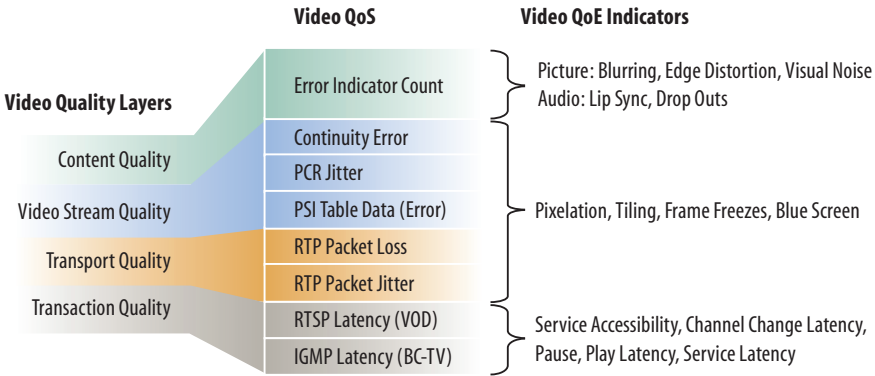 Video QoS
Video QoE Indicators
Video Quality Layers
Content Quality
Video Stream Quality
Transport Quality
Transaction Quality
Error Indicator Count
Continuity Error
PCR Jitter
PSI Table Data (Error)
RTP Packet Loss
RTP Packet Jitter
RTSP Latency (VOD)
IGMP Latency (BC-TV)
Picture: Blurring, Edge Distortion, Visual Noise
Audio: Lip Sync, Drop Outs
Pixelation, Tiling, Frame Freezes, Blue Screen
Service Accessibility, Channel Change Latency,
Pause, Play Latency, Service Latency